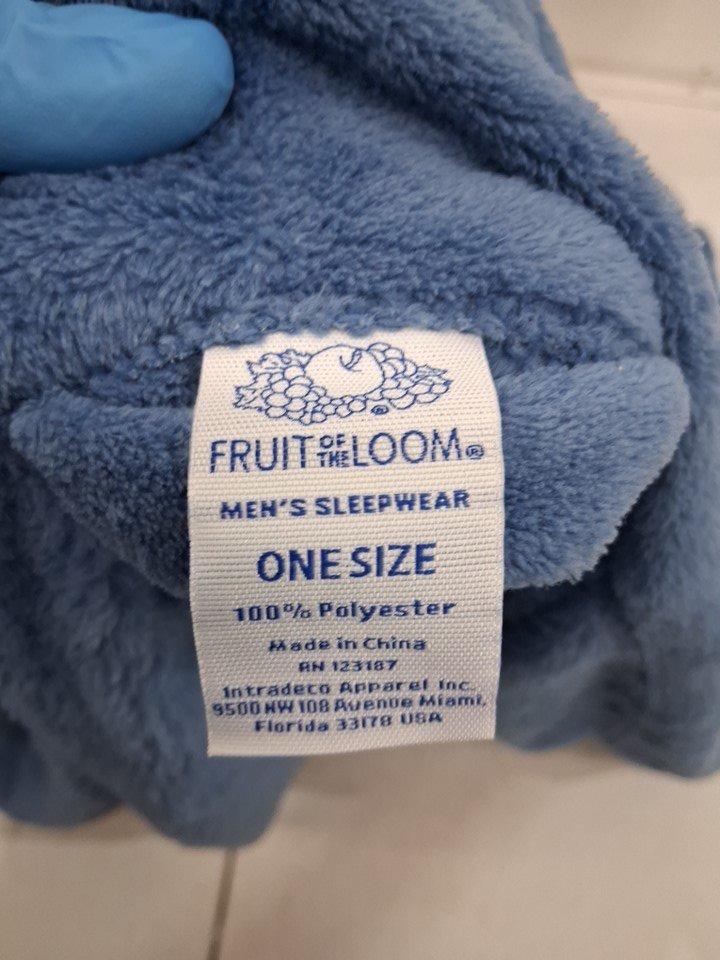 FRUIT OF THE LOOM®
MEN'S SLEEPWEAR
ONE SIZE
100% Polyester
Made in China
RN 123187
Intradeco Apparel Inc.
9500 NW 108 Avenue Miami,
Florida 33178 USA